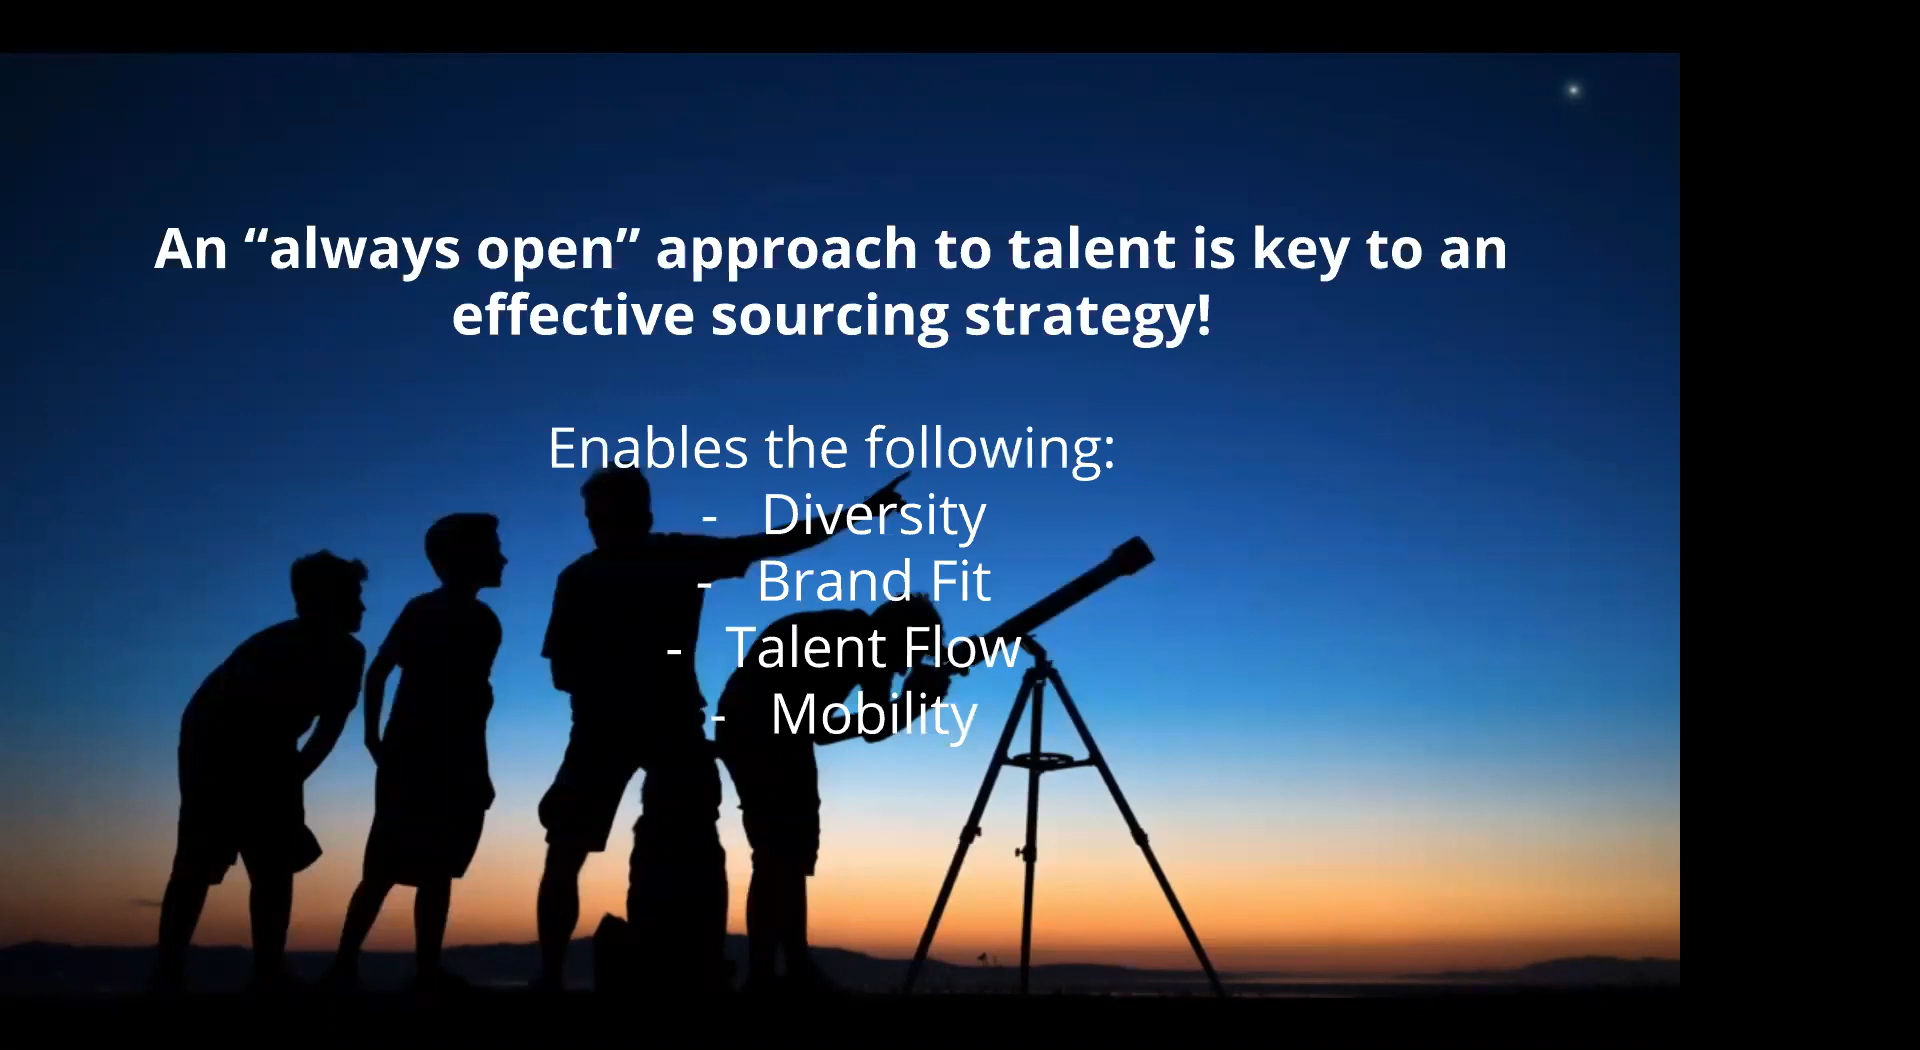 An “always open” approach to talent is key to an
effective sourcing strategy!
Enables the following:
- Diversity
- Brand Fit
- Talent Flow
- Mobility